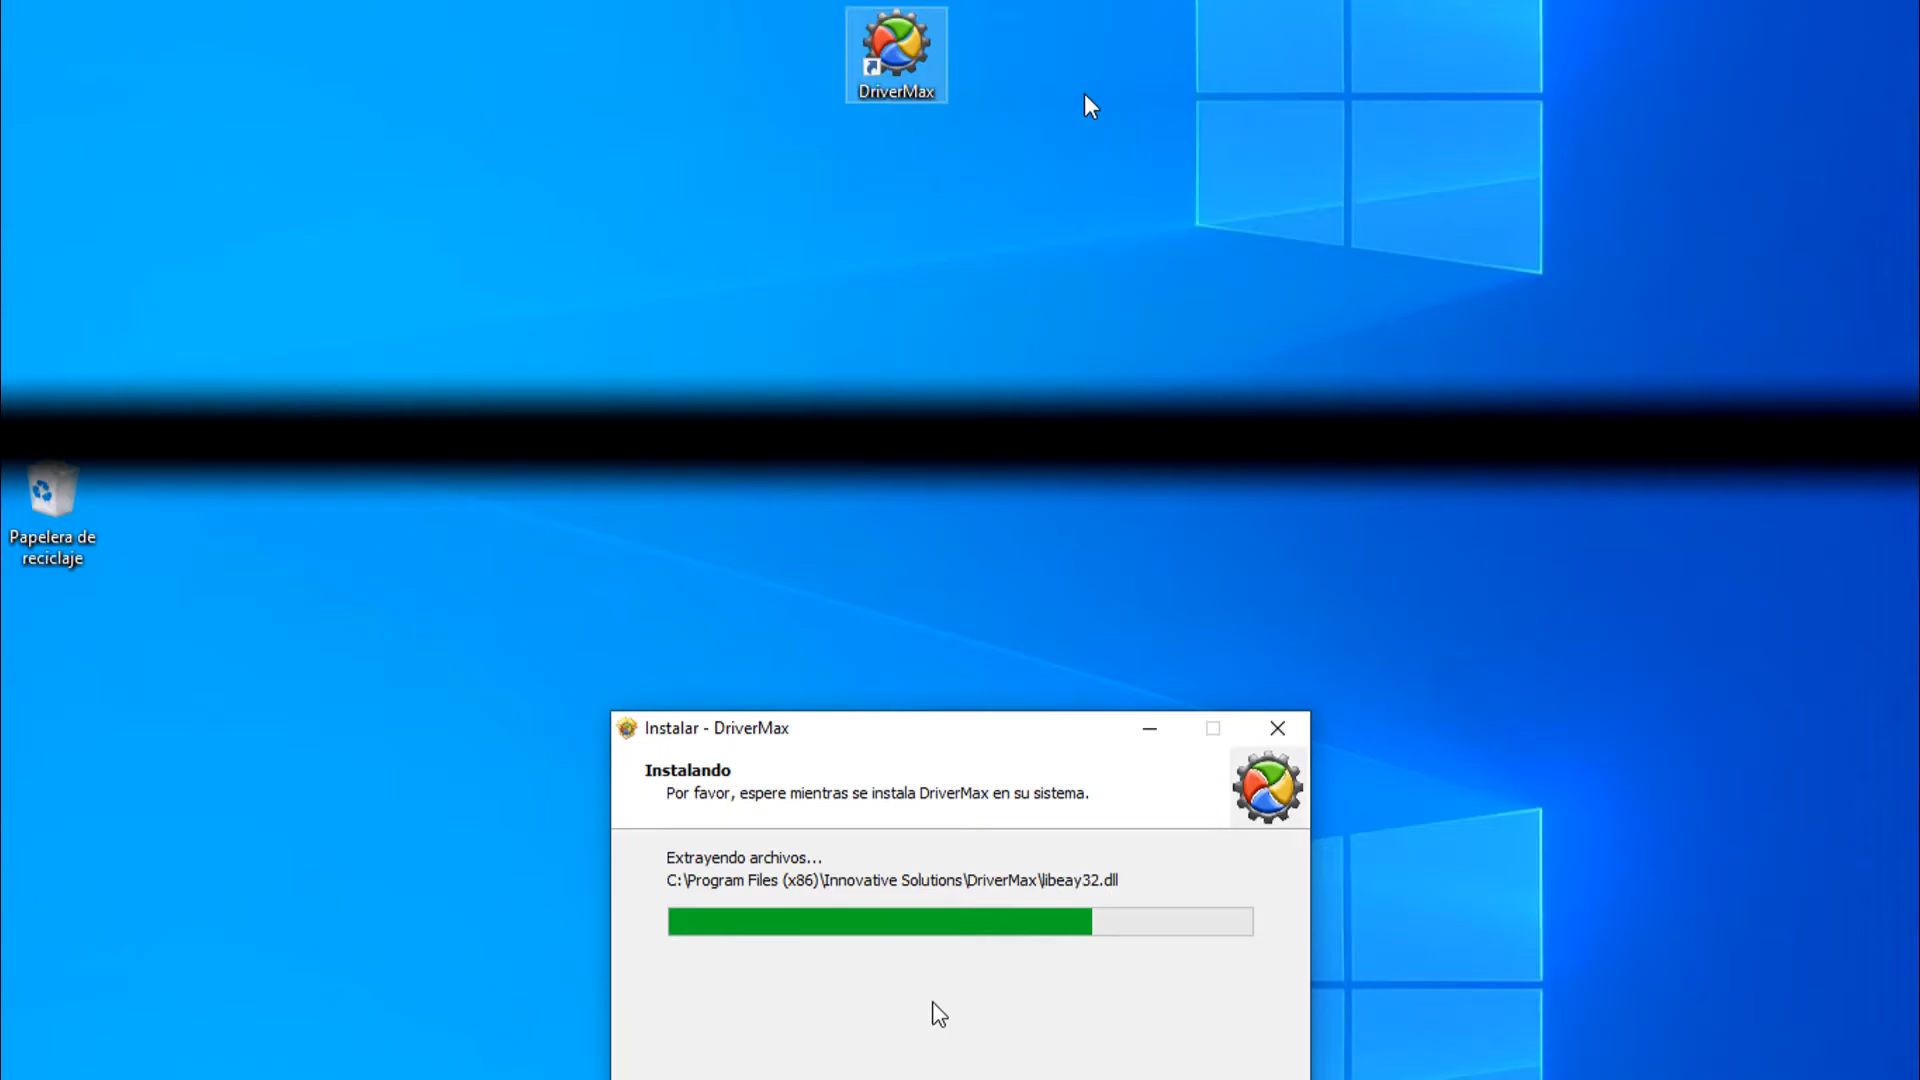 DriverMax
Papelera de
reciclaje
Instalar - DriverMax
Instalando
Por favor, espere mientras se instala DriverMax en su sistema.
Extrayendo archivos...
C:\Program Files (x86)\Innovative Solutions\DriverMax\libeay32.dll